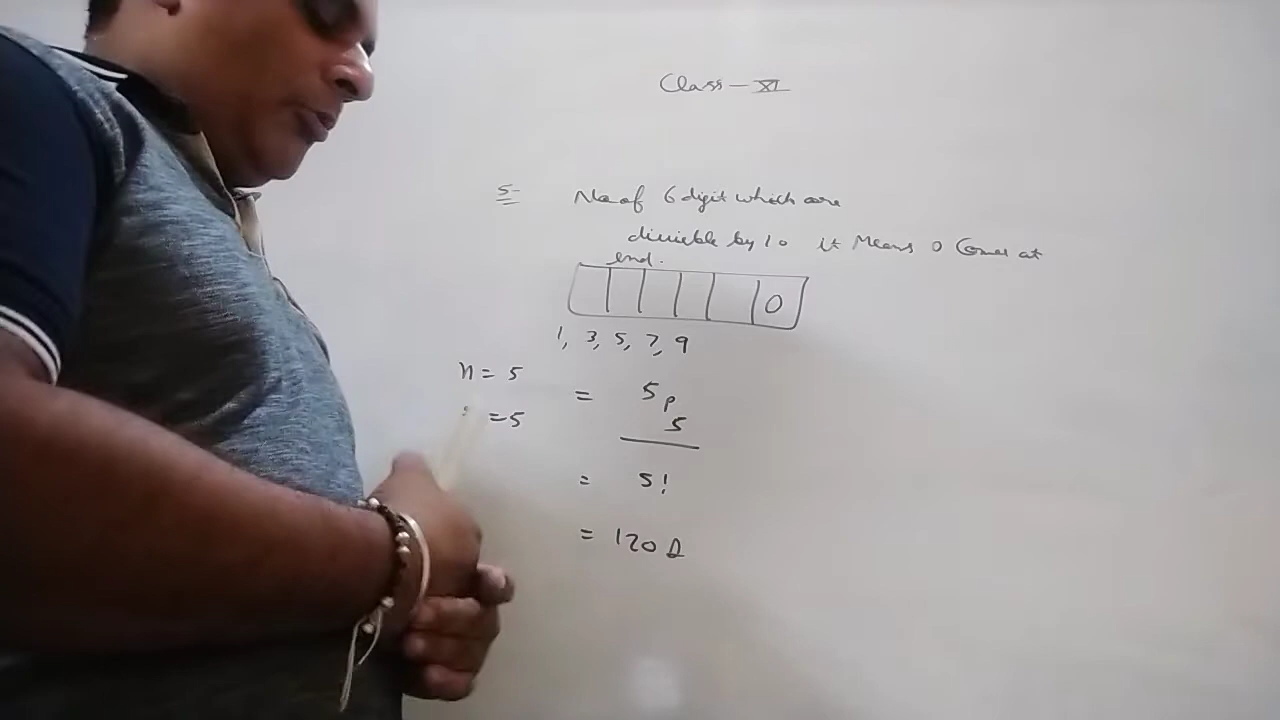 Class - XI
5- No of 6 digit which are
divisible by 10 it Means 0 Comes at
end.
0
1, 3, 5, 7, 9
n = 5
= 5P5
= 5
= 5!
= 120